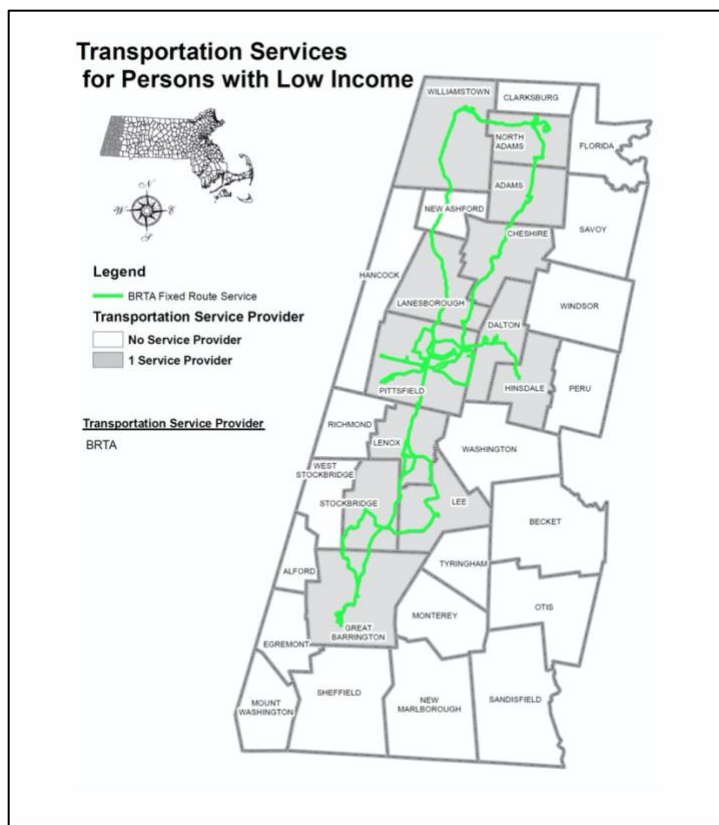 Transportation Services
for Persons with Low Income
WILLIAMSTOWN
CLARKSBURG
NORTH
ADAMS
FLORIDA
ADAMS
N
W E
S
NEW ASHFORD
SAVOY
CHESHIRE
HANCOCK
Legend
BRTA Fixed Route Service
LANESBOROUGH
WINDSOR
Transportation Service Provider
DALTON
No Service Provider
1 Service Provider
PITTSFIELD
HINSDALE
PERU
RICHMOND
Transportation Service Provider
BRTA
LENOX
WASHINGTON
WEST
STOCKBRIDGE
STOCKBRIDGE
LEE
BECKET
ALFORD
TYRINGHAM
OTIS
MONTEREY
GREAT
BARRINGTON
EGREMONT
SHEFFIELD
MOUNT
WASHINGTON
NEW
MARLBOROUGH
SANDISFIELD